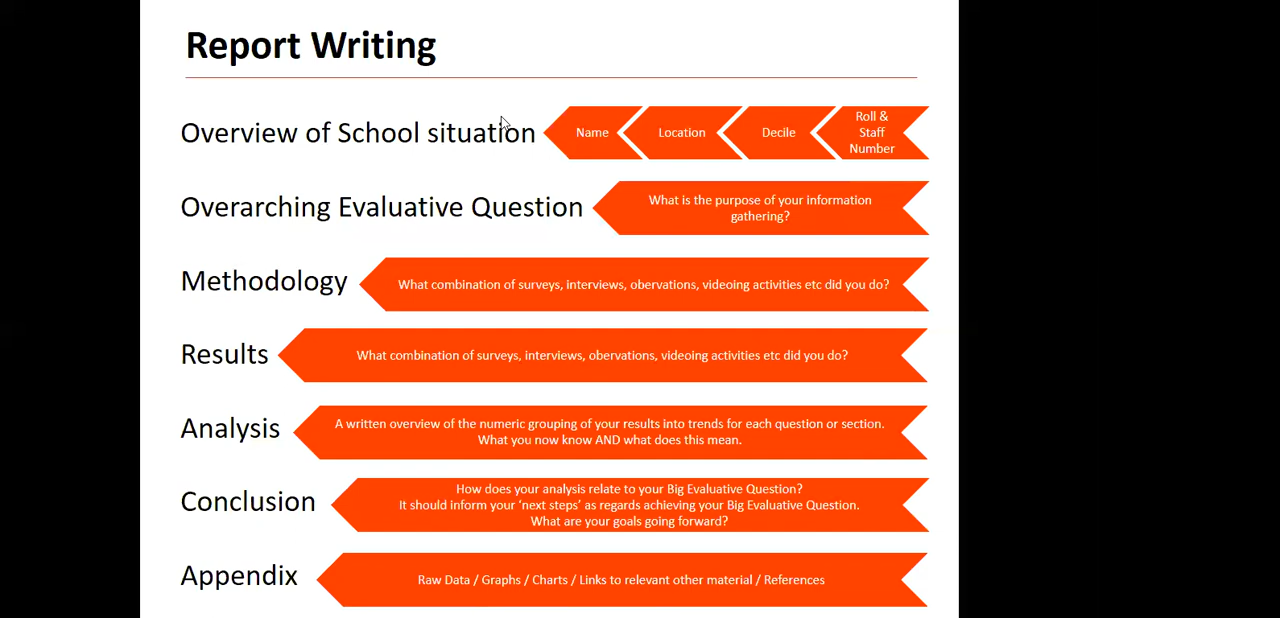 Report Writing
Overview of School situation
Name
Location
Decile
Roll &
Staff
Number
Overarching Evaluative Question
What is the purpose of your information
gathering?
Methodology
What combination of surveys, interviews, obervations, videoing activities etc did you do?
Results
What combination of surveys, interviews, obervations, videoing activities etc did you do?
Analysis
A written overview of the numeric grouping of your results into trends for each question or section.
What you now know AND what does this mean.
Conclusion
How does your analysis relate to your Big Evaluative Question?
It should inform your ‘next steps’ as regards achieving your Big Evaluative Question.
What are your goals going forward?
Appendix
Raw Data / Graphs / Charts / Links to relevant other material / References